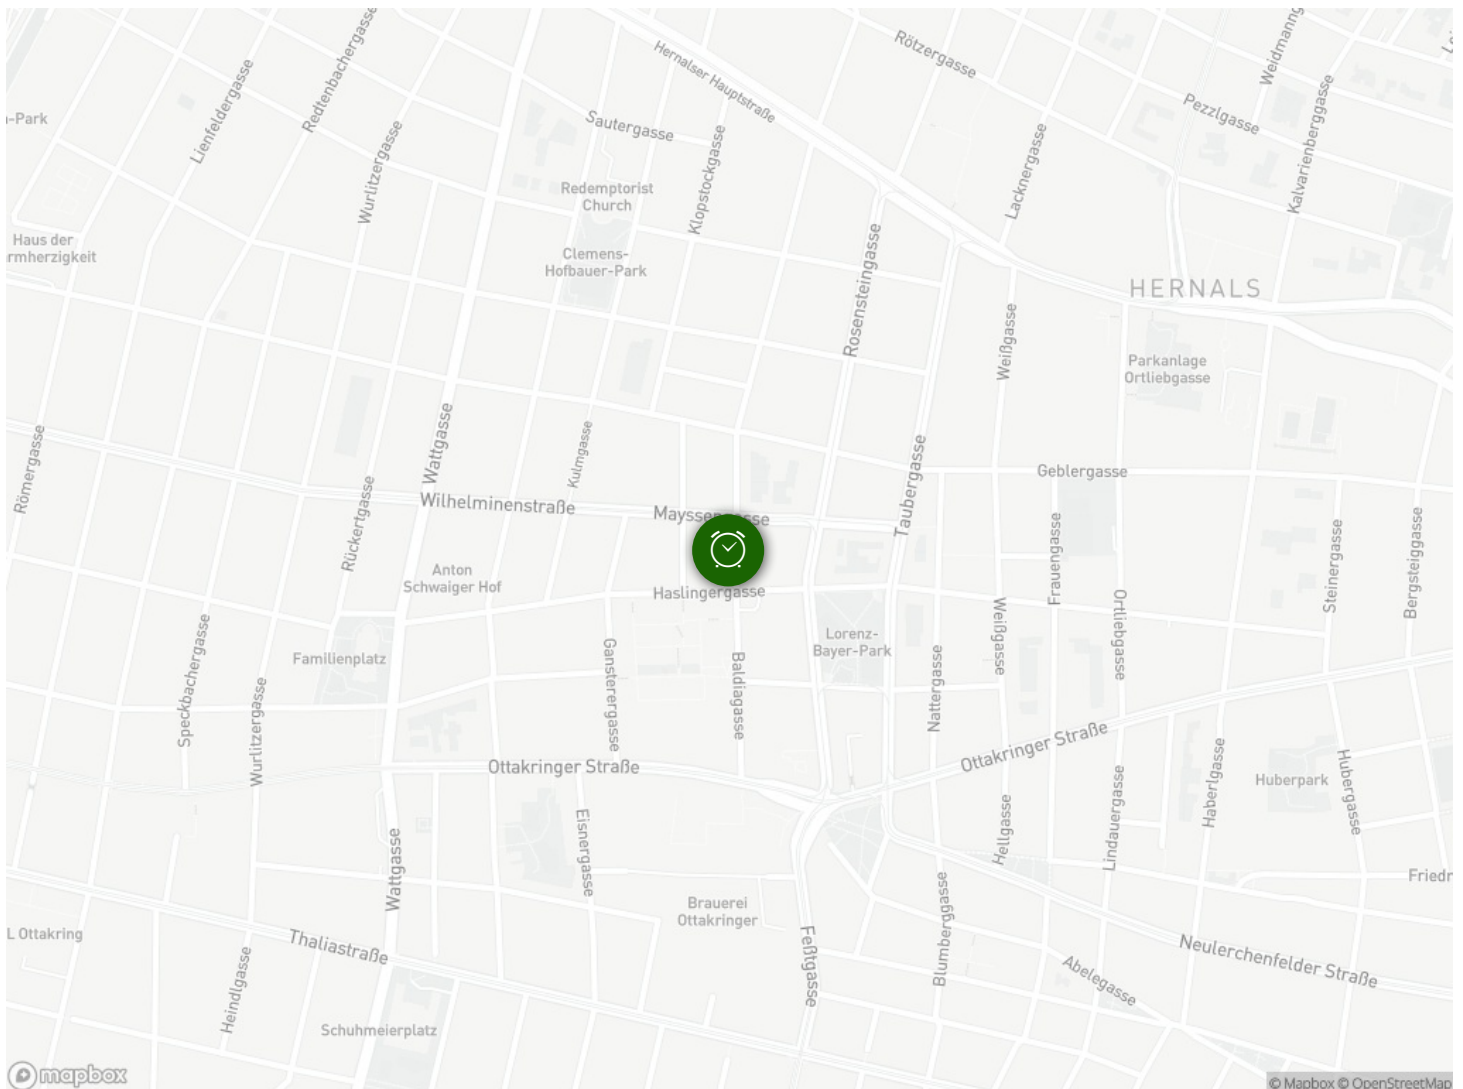 Hernalser Hauptstraße
Rötzergasse
Redtenbachergasse
Lienfeldergasse
Wurlitzergasse
Sautergasse
Klopstockgasse
Pezzlgasse
Kalvarienberggasse
Lacknergasse
-Park
Redemptorist
Church
Haus der
rmherzigkeit
Clemens-
Hofbauer-Park
Rosensteingasse
HERNALS
Weißgasse
Parkanlage
Ortliebgasse
Wattgasse
Kulmgasse
Römergasse
Rückertgasse
Wilhelminenstraße
Taubergasse
Geblergasse
Frauengasse
Steinergasse
Bergsteiggasse
Anton
Schwaiger Hof
Haslingergasse
Weißgasse
Ortliebgasse
Lorenz-
Bayer-Park
Speckbachergasse
Familienplatz
Gansterergasse
Baldiagasse
Nattergasse
Wurlitzergasse
Ottakringer Straße
Ottakringer Straße
Haberlgasse
Huberpark
Hubergasse
Eisnergasse
Hellgasse
Lindauergasse
Wattgasse
Friedr
Brauerei
Ottakringer
Blumberggasse
L Ottakring
Thaliastraße
Heindlgasse
Feßtgasse
Neulerchenfelder Straße
Abelegasse
Schuhmeierplatz
mapbox
© Mapbox © OpenStreetMap